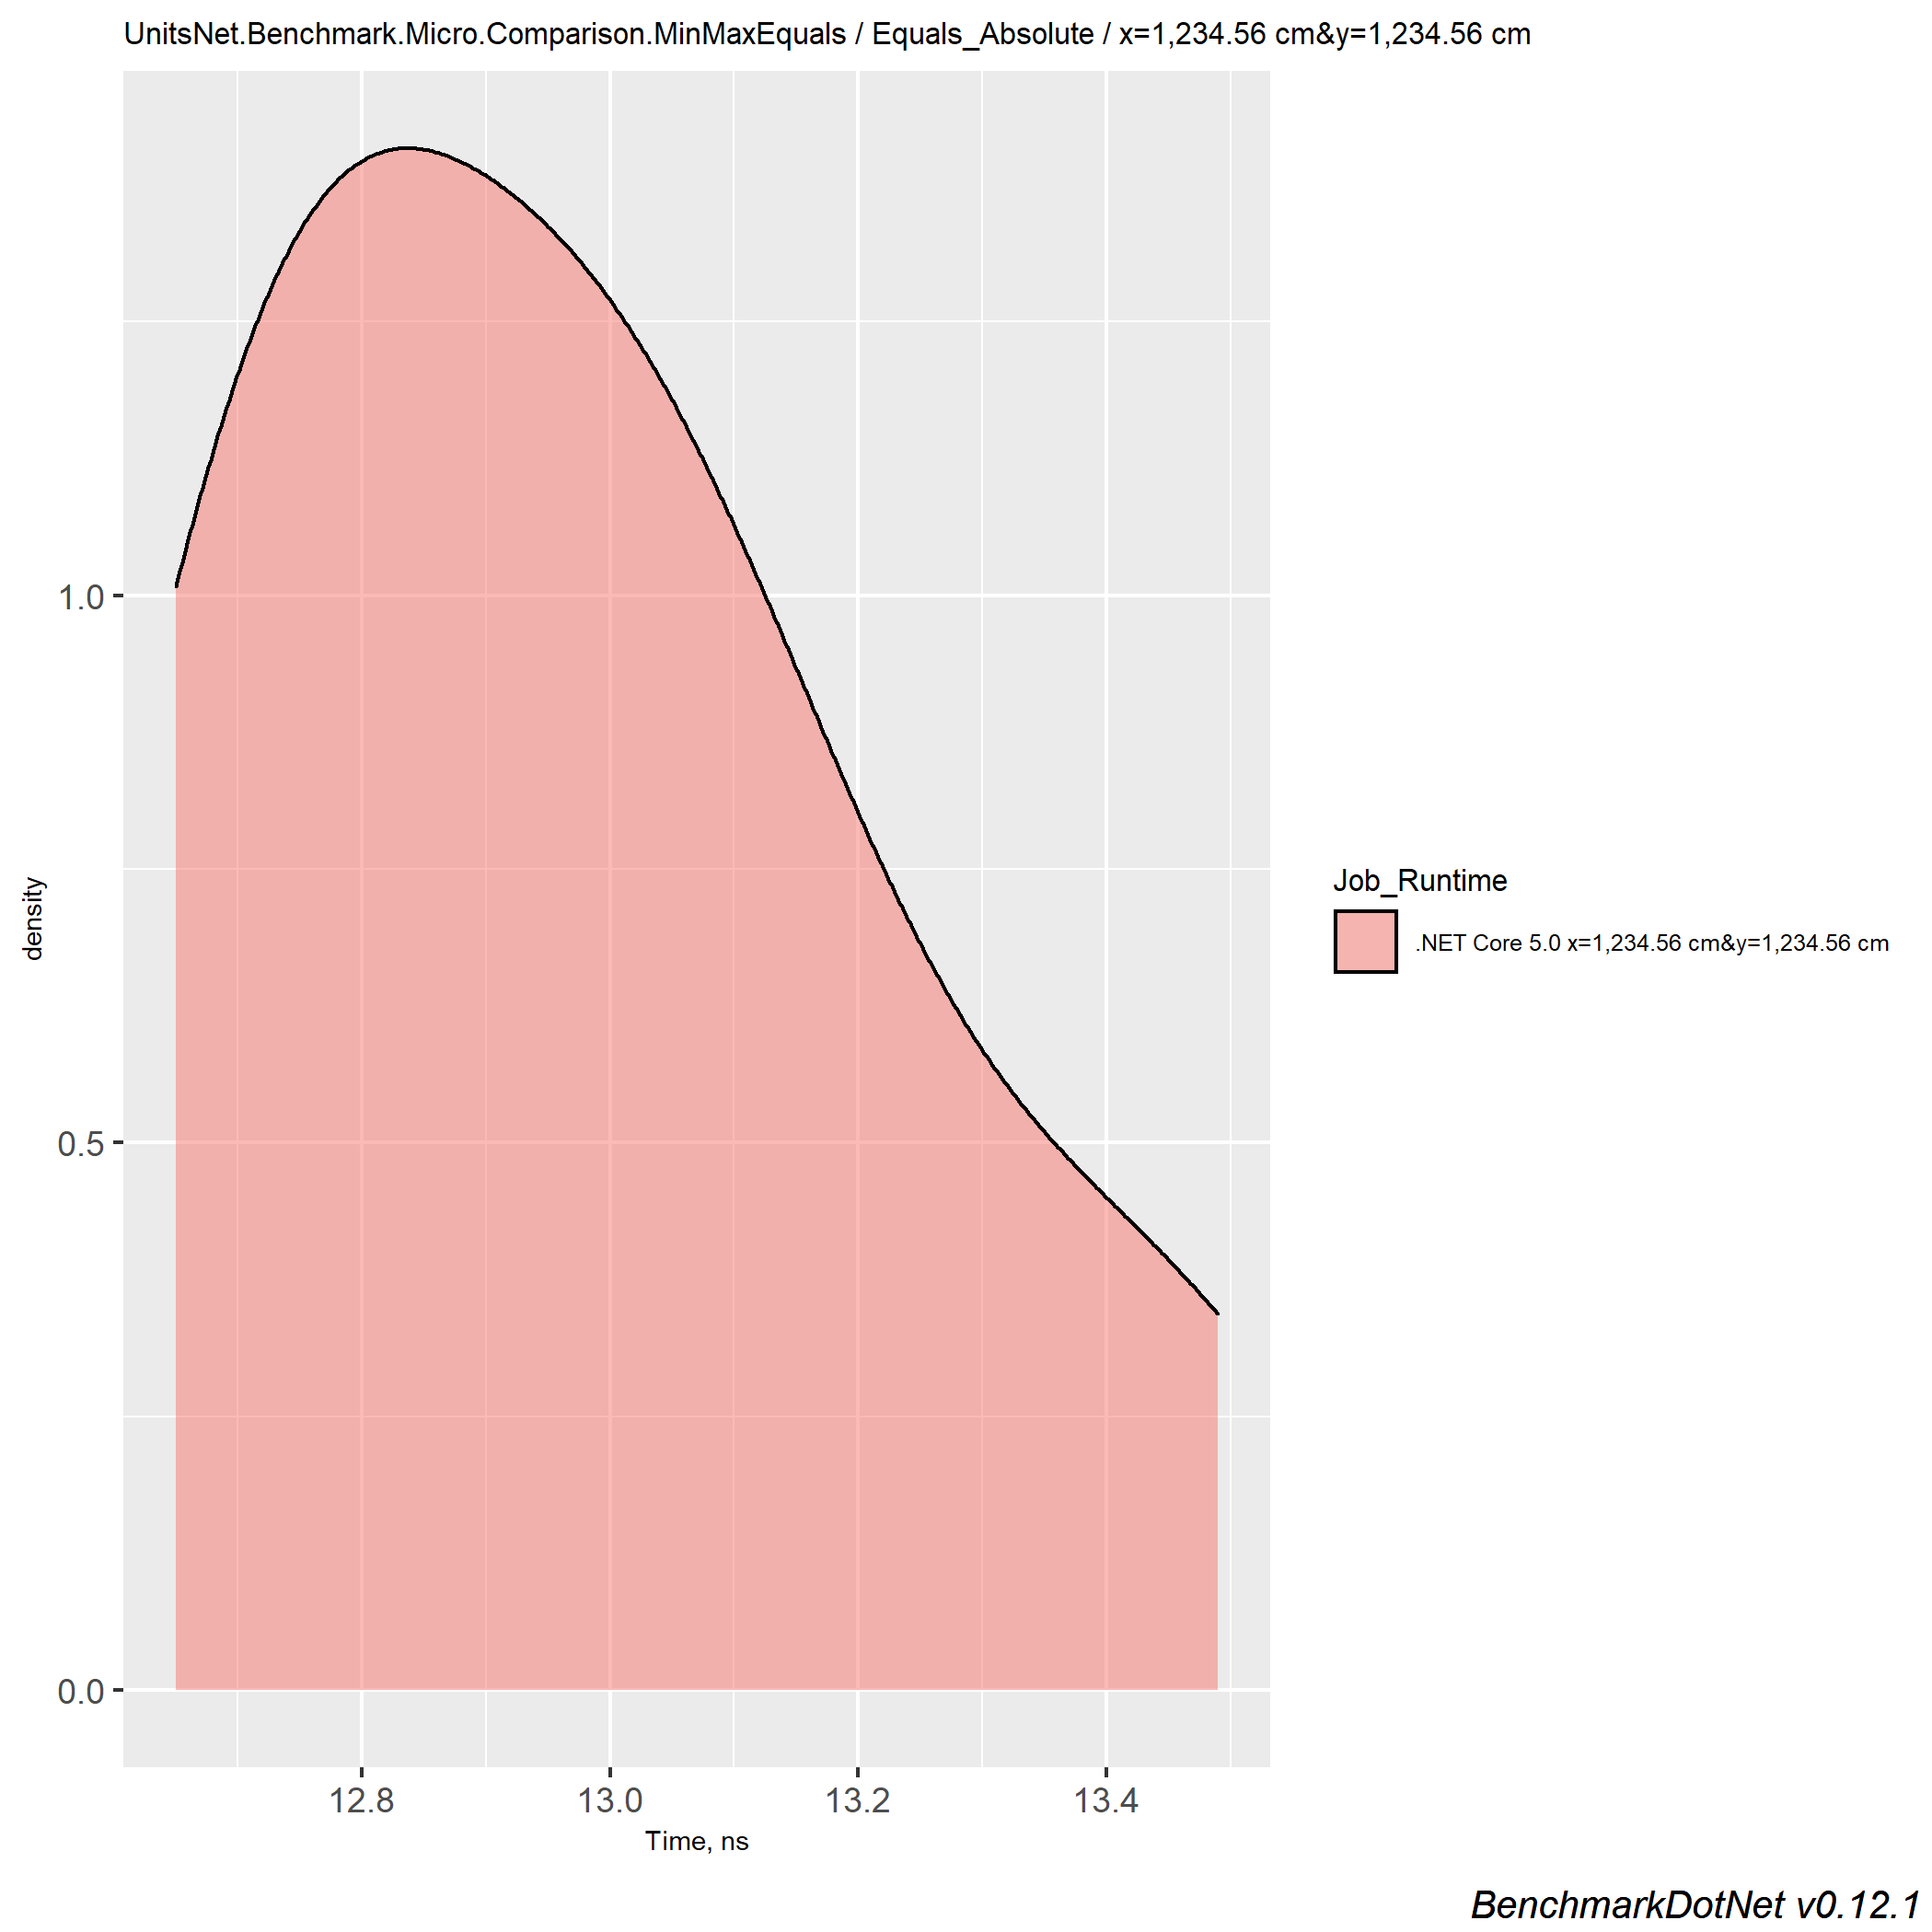 UnitsNet.Benchmark.Micro.Comparison.MinMaxEquals / Equals_Absolute / x=1,234.56 cm&y=1,234.56 cm
1.0
0.5
0.0
density
12.8 13.0 13.2 13.4
Time, ns
Job_Runtime
.NET Core 5.0 x=1,234.56 cm&y=1,234.56 cm
BenchmarkDotNet v0.12.1